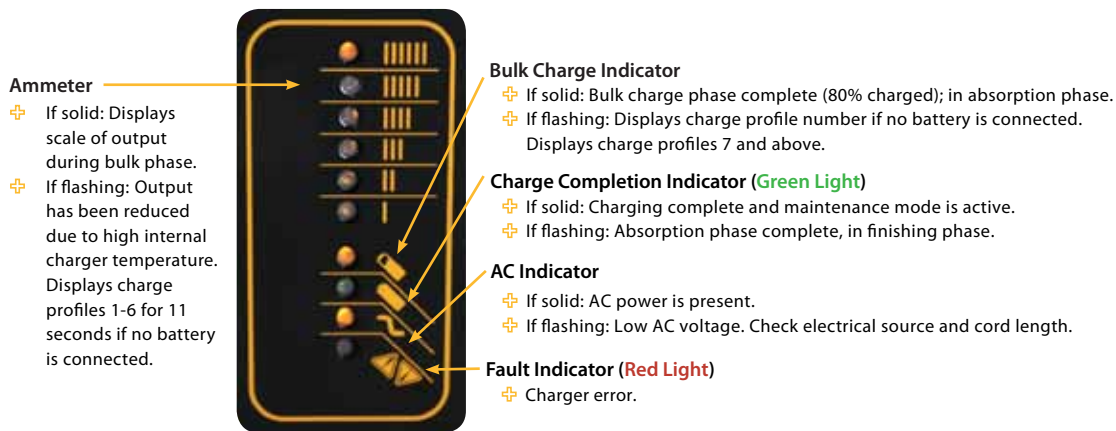 Ammeter
If solid: Displays
scale of output
during bulk phase.
If flashing: Output
has been reduced
due to high internal
charger temperature.
Displays charge
profiles 1-6 for 11
seconds if no battery
is connected.
Bulk Charge Indicator
If solid: Bulk charge phase complete (80% charged); in absorption phase.
If flashing: Displays charge profile number if no battery is connected.
Displays charge profiles 7 and above.
Charge Completion Indicator (Green Light)
If solid: Charging complete and maintenance mode is active.
If flashing: Absorption phase complete, in finishing phase.
AC Indicator
If solid: AC power is present.
If flashing: Low AC voltage. Check electrical source and cord length.
Fault Indicator (Red Light)
Charger error.